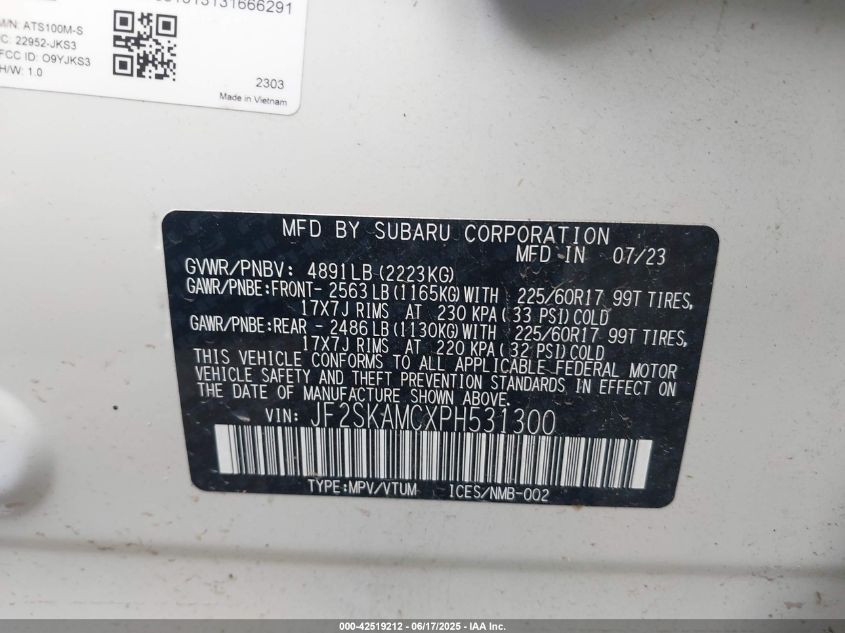 M/N: ATS100M-S
C: 22952-JKS3
FCC ID: O9YJKS3
H/W: 1.0
2303
Made in Vietnam
MFD BY SUBARU CORPORATION
MFD IN 07/23
GVWR/PNBV: 4891LB (2223KG)
GAWR/PNBE:FRONT- 2563LB (1165KG) WITH 225/60R17 99T TIRES,
17X7J RIMS AT 230 KPA (33 PSI) COLD
GAWR/PNBE:REAR - 2486LB (1130KG) WITH 225/60R17 99T TIRES,
17X7J RIMS AT 220 KPA (32 PSI) COLD
THIS VEHICLE CONFORMS TO ALL APPLICABLE FEDERAL MOTOR
VEHICLE SAFETY AND THEFT PREVENTION STANDARDS IN EFFECT ON
THE DATE OF MANUFACTURE SHOWN ABOVE.
VIN: JF2SKAMCXPH531300
TYPE:MPV/VTUM ICES/NMB-002
000-42519212 - 06/17/2025 - IAA Inc.